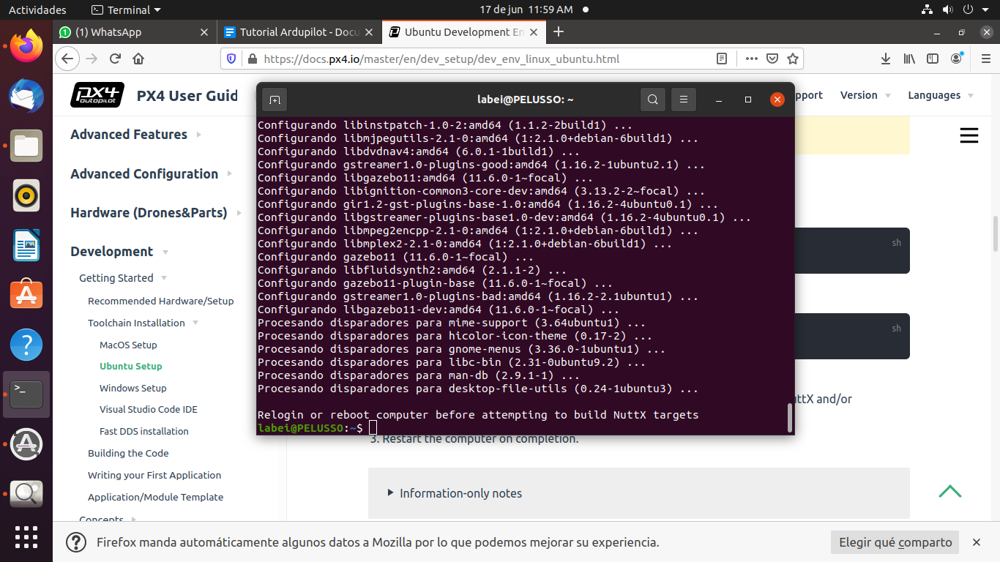 Actividades
Terminal
17 de jun 11:59 AM
(1) WhatsApp
Tutorial Ardupilot - Docu
Ubuntu Development En
https://docs.px4.io/master/en/dev_setup/dev_env_linux_ubuntu.html
px4
autopilot
PX4 User Guid
pport
Version
Languages
Advanced Features
Advanced Configuration
Hardware (Drones&Parts)
Development
Getting Started
Recommended Hardware/Setup
Toolchain Installation
MacOS Setup
Ubuntu Setup
Windows Setup
Visual Studio Code IDE
Fast DDS installation
Building the Code
Writing your First Application
Application/Module Template
Concepts
labei@PELUSSO: ~
Configurando libinstpatch-1.0-2:amd64 (1.1.2-2build1) ...
Configurando libmjpegutils-2.1-0:amd64 (1:2.1.0+debian-6build1) ...
Configurando libdvdnav4:amd64 (6.0.1-1build1) ...
Configurando gstreamer1.0-plugins-good:amd64 (1.16.2-1ubuntu2.1) ...
Configurando libgazebo11:amd64 (11.6.0-1~focal) ...
Configurando libignition-common3-core-dev:amd64 (3.13.2-2~focal) ...
Configurando gir1.2-gst-plugins-base-1.0:amd64 (1.16.2-4ubuntu0.1) ...
Configurando libgstreamer-plugins-base1.0-dev:amd64 (1.16.2-4ubuntu0.1) ...
Configurando libmpeg2encpp-2.1-0:amd64 (1:2.1.0+debian-6build1) ...
Configurando libmplex2-2.1-0:amd64 (1:2.1.0+debian-6build1) ...
Configurando gazebo11 (11.6.0-1~focal) ...
Configurando libfluidsynth2:amd64 (2.1.1-2) ...
Configurando gazebo11-plugin-base (11.6.0-1~focal) ...
Configurando gstreamer1.0-plugins-bad:amd64 (1.16.2-2.1ubuntu1) ...
Configurando libgazebo11-dev:amd64 (11.6.0-1~focal) ...
Procesando disparadores para mime-support (3.64ubuntu1) ...
Procesando disparadores para hicolor-icon-theme (0.17-2) ...
Procesando disparadores para gnome-menus (3.36.0-1ubuntu1) ...
Procesando disparadores para libc-bin (2.31-0ubuntu9.2) ...
Procesando disparadores para man-db (2.9.1-1) ...
Procesando disparadores para desktop-file-utils (0.24-1ubuntu3) ...
Relogin or reboot computer before attempting to build NuttX targets
labei@PELUSSO:~$
sh
sh
uttX and/or
3. Restart the computer on completion.
Information-only notes
Firefox manda automáticamente algunos datos a Mozilla por lo que podemos mejorar su experiencia.
Elegir qué comparto